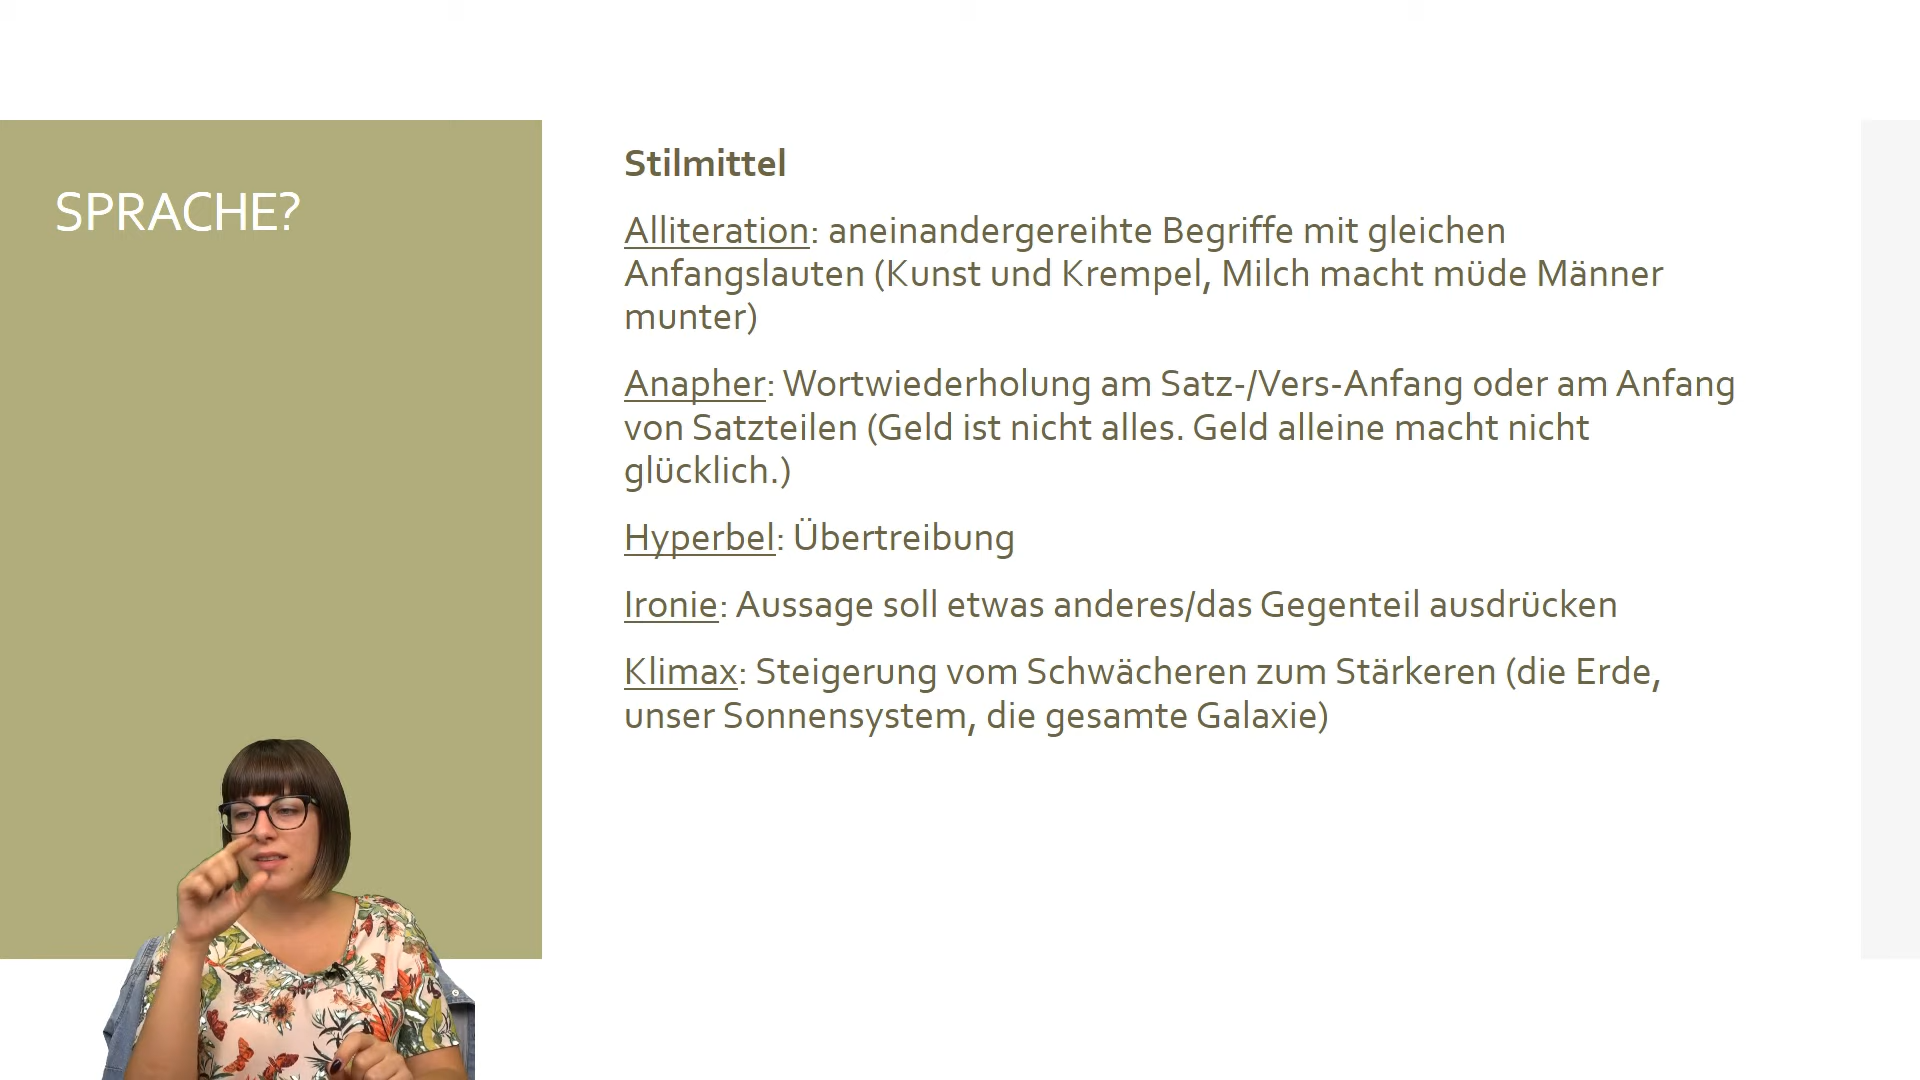 SPRACHE?
Stilmittel
Alliteration: aneinandergereihte Begriffe mit gleichen
Anfangslauten (Kunst und Krempel, Milch macht müde Männer
munter)
Anapher: Wortwiederholung am Satz-/Vers-Anfang oder am Anfang
von Satzteilen (Geld ist nicht alles. Geld alleine macht nicht
glücklich.)
Hyperbel: Übertreibung
Ironie: Aussage soll etwas anderes/das Gegenteil ausdrücken
Klimax: Steigerung vom Schwächeren zum Stärkeren (die Erde,
unser Sonnensystem, die gesamte Galaxie)